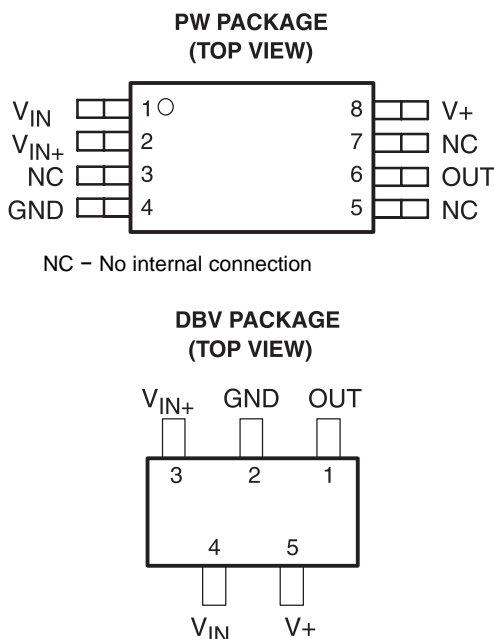 PW PACKAGE
(TOP VIEW)
VIN 1 8 V+
VIN+ 2 7 NC
NC 3 6 OUT
GND 4 5 NC
NC − No internal connection
DBV PACKAGE
(TOP VIEW)
VIN+ GND OUT
3 2 1
4 5
VIN V+